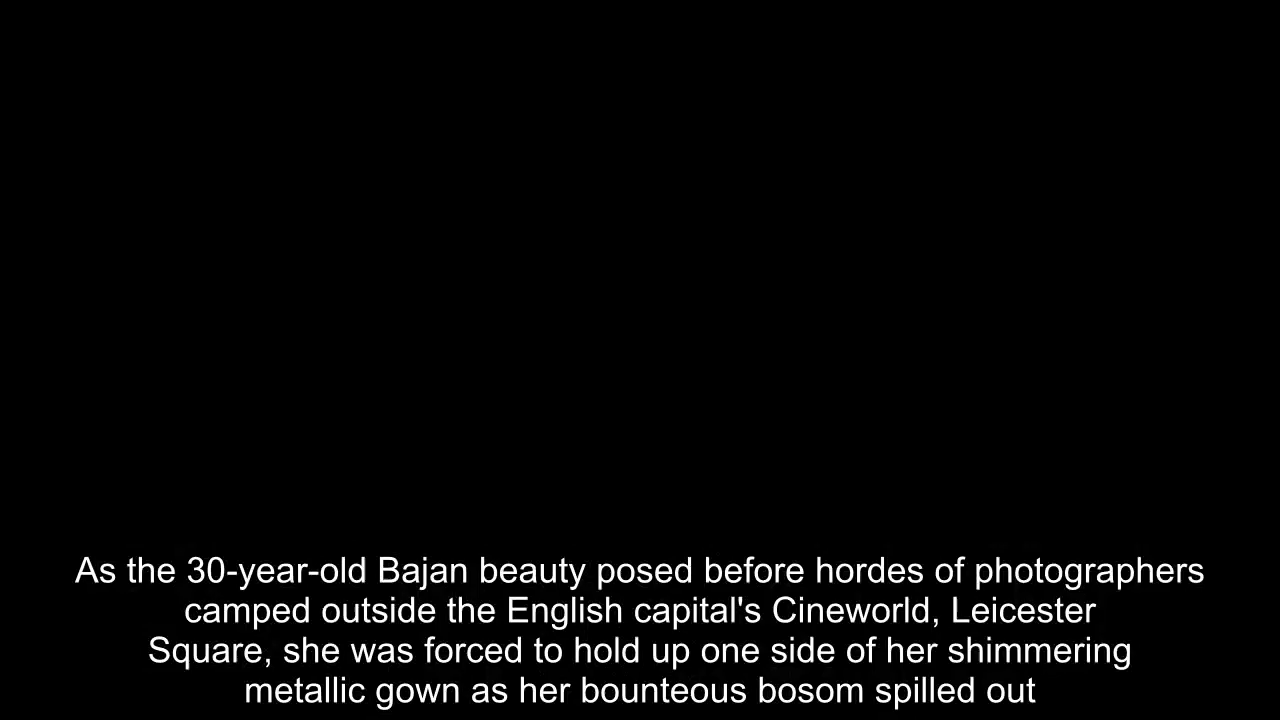 As the 30-year-old Bajan beauty posed before hordes of photographers
camped outside the English capital's Cineworld, Leicester
Square, she was forced to hold up one side of her shimmering
metallic gown as her bounteous bosom spilled out